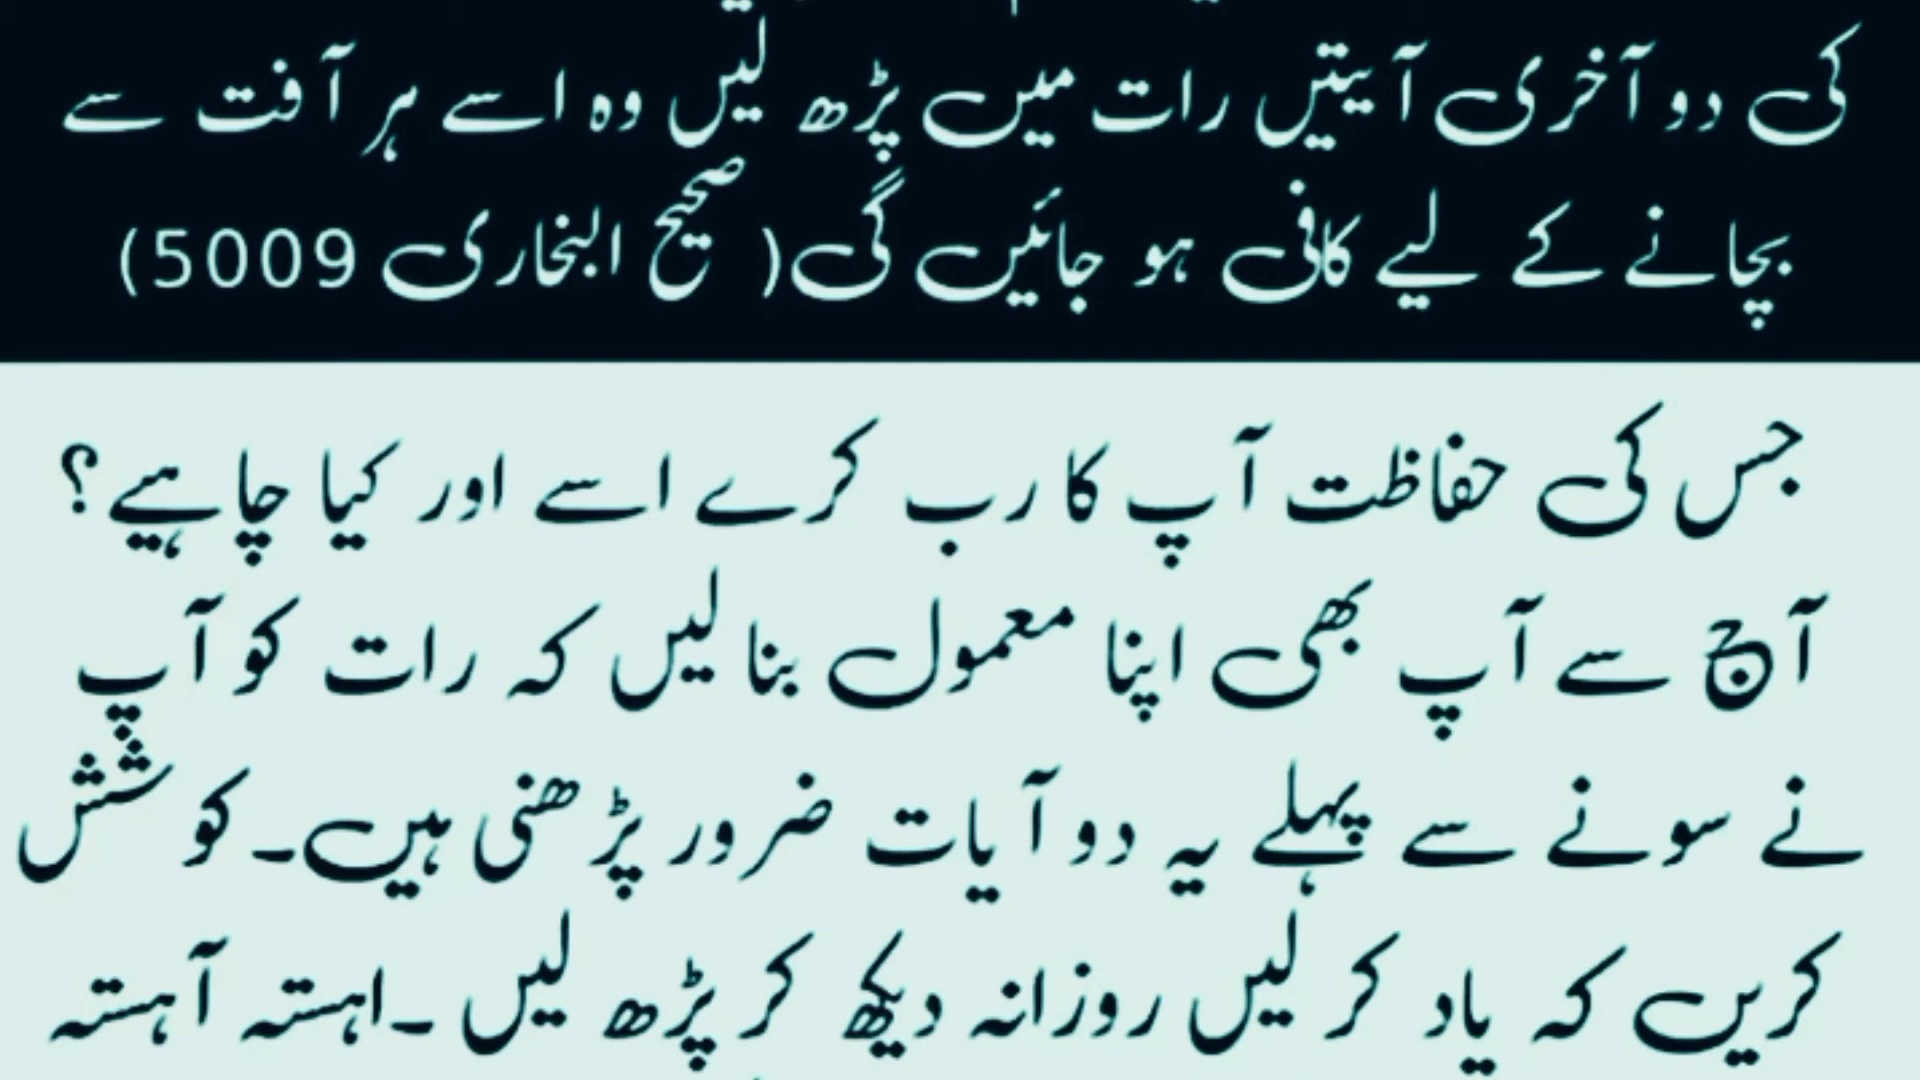 کی دو آخری آیتیں رات میں پڑھ لیں وہ اسے ہر آفت سے
بچانے کے لیے کافی ہو جائیں گی( صحیح البخاری 5009)
جس کی حفاظت آپ کا رب کرے اسے اور کیا چاہیے؟
آج سے آپ بھی اپنا معمول بنا لیں کہ رات کو آپ
نے سونے سے پہلے یہ دو آیات ضرور پڑھنی ہیں۔کوشش
کریں کہ یاد کر لیں روزانہ دیکھ کر پڑھ لیں ۔اہستہ آہستہ